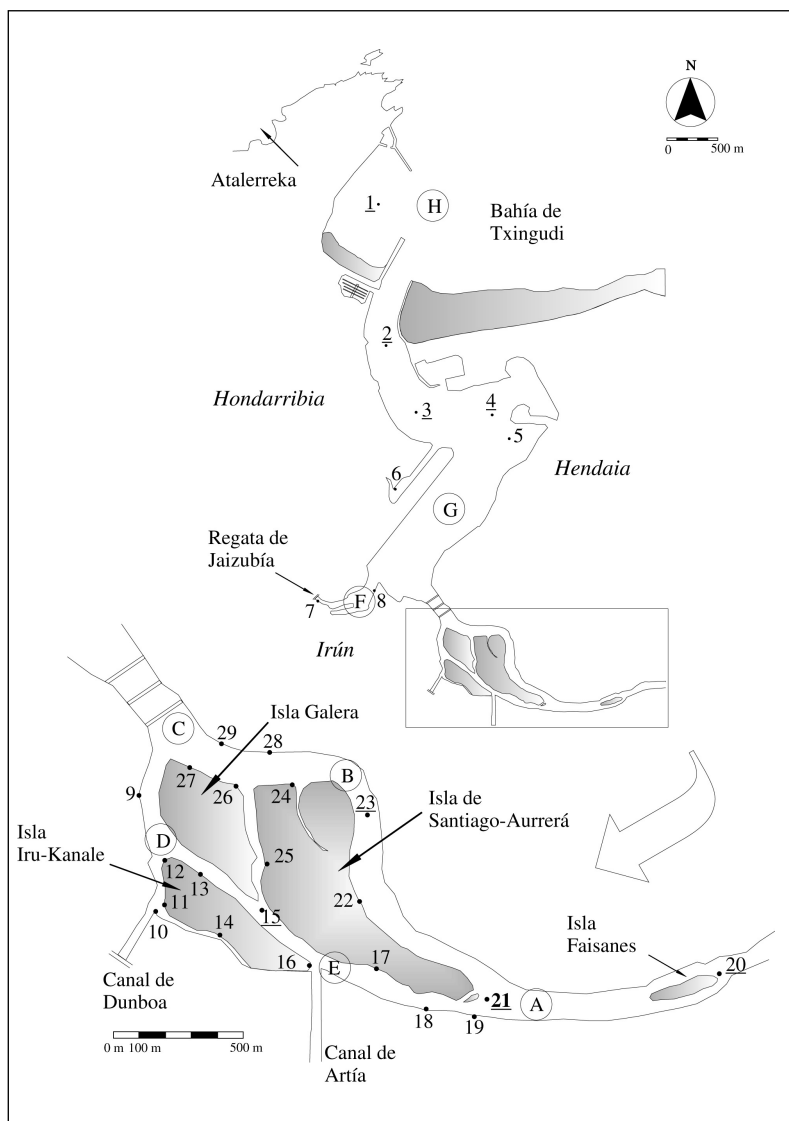 N
0 500 m
Atalerreka
1
H
Bahía de
Txingudi
2
Hondarribia
3
4
5
Hendaia
6
G
Regata de
Jaizubía
7
F
8
Irún
C
29
28
Isla Galera
B
27
26
24
23
9
Isla de
Santiago-Aurrerá
Isla
Iru-Kanale
D
12
13
25
11
10
15
22
14
Isla
Faisanes
16
E
17
20
Canal de
Dunboa
21
A
18
19
0 m 100 m 500 m
Canal de
Artía